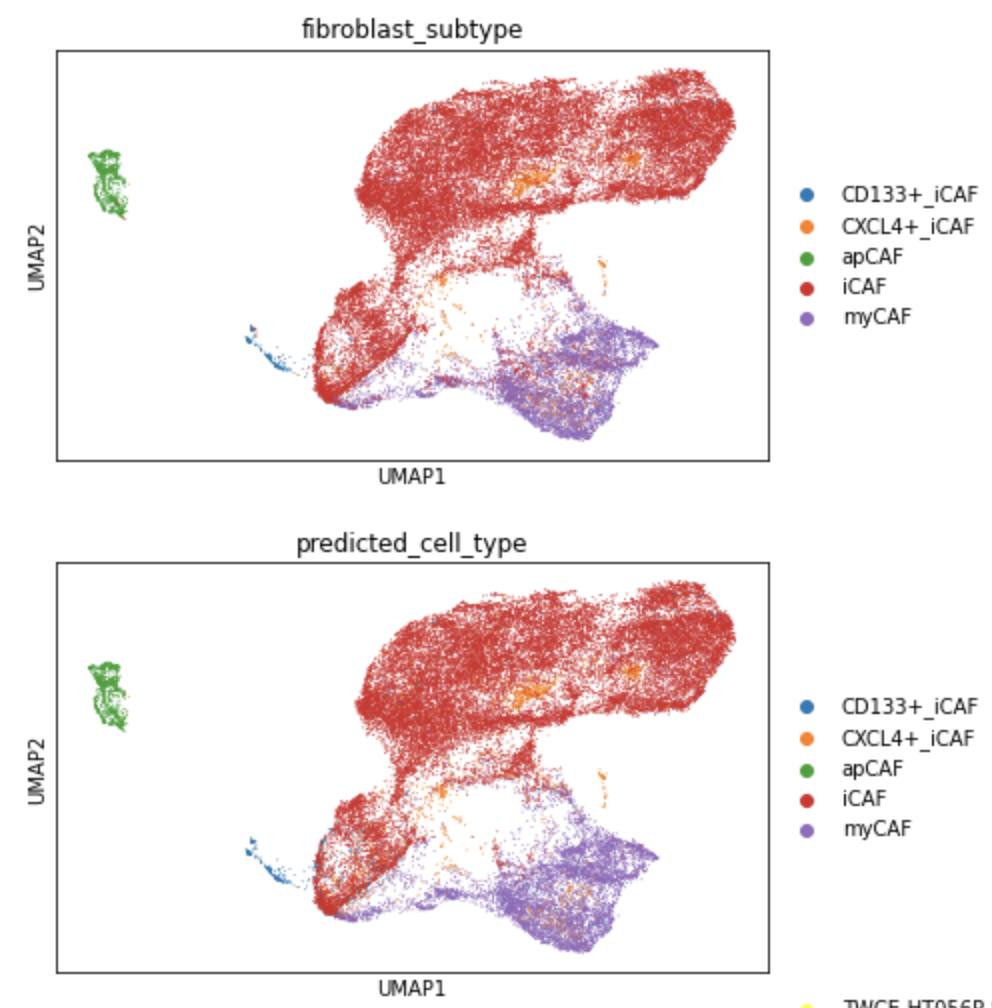 fibroblast_subtype
UMAP2
CD133+_iCAF
CXCL4+_iCAF
apCAF
iCAF
myCAF
UMAP1
predicted_cell_type
UMAP2
CD133+_iCAF
CXCL4+_iCAF
apCAF
iCAF
myCAF
UMAP1